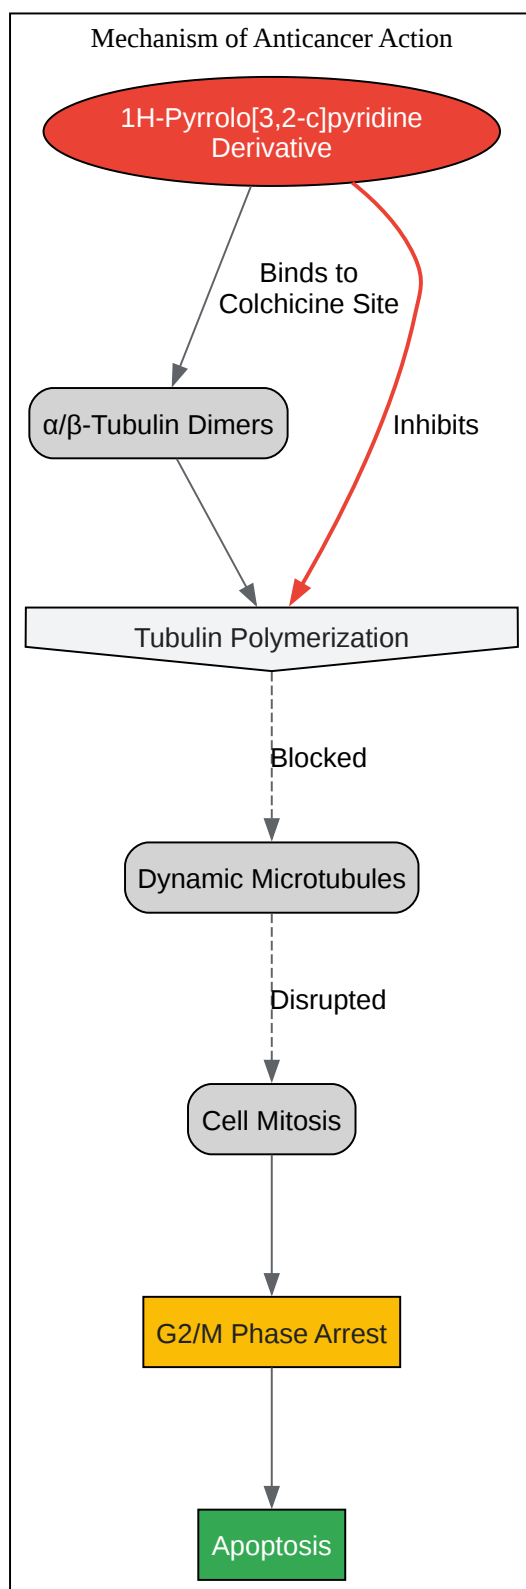 Mechanism of Anticancer Action
1H-Pyrrolo[3,2-c]pyridine
Derivative
Binds to
Colchicine Site
α/β-Tubulin Dimers
Inhibits
Tubulin Polymerization
Blocked
Dynamic Microtubules
Disrupted
Cell Mitosis
G2/M Phase Arrest
Apoptosis